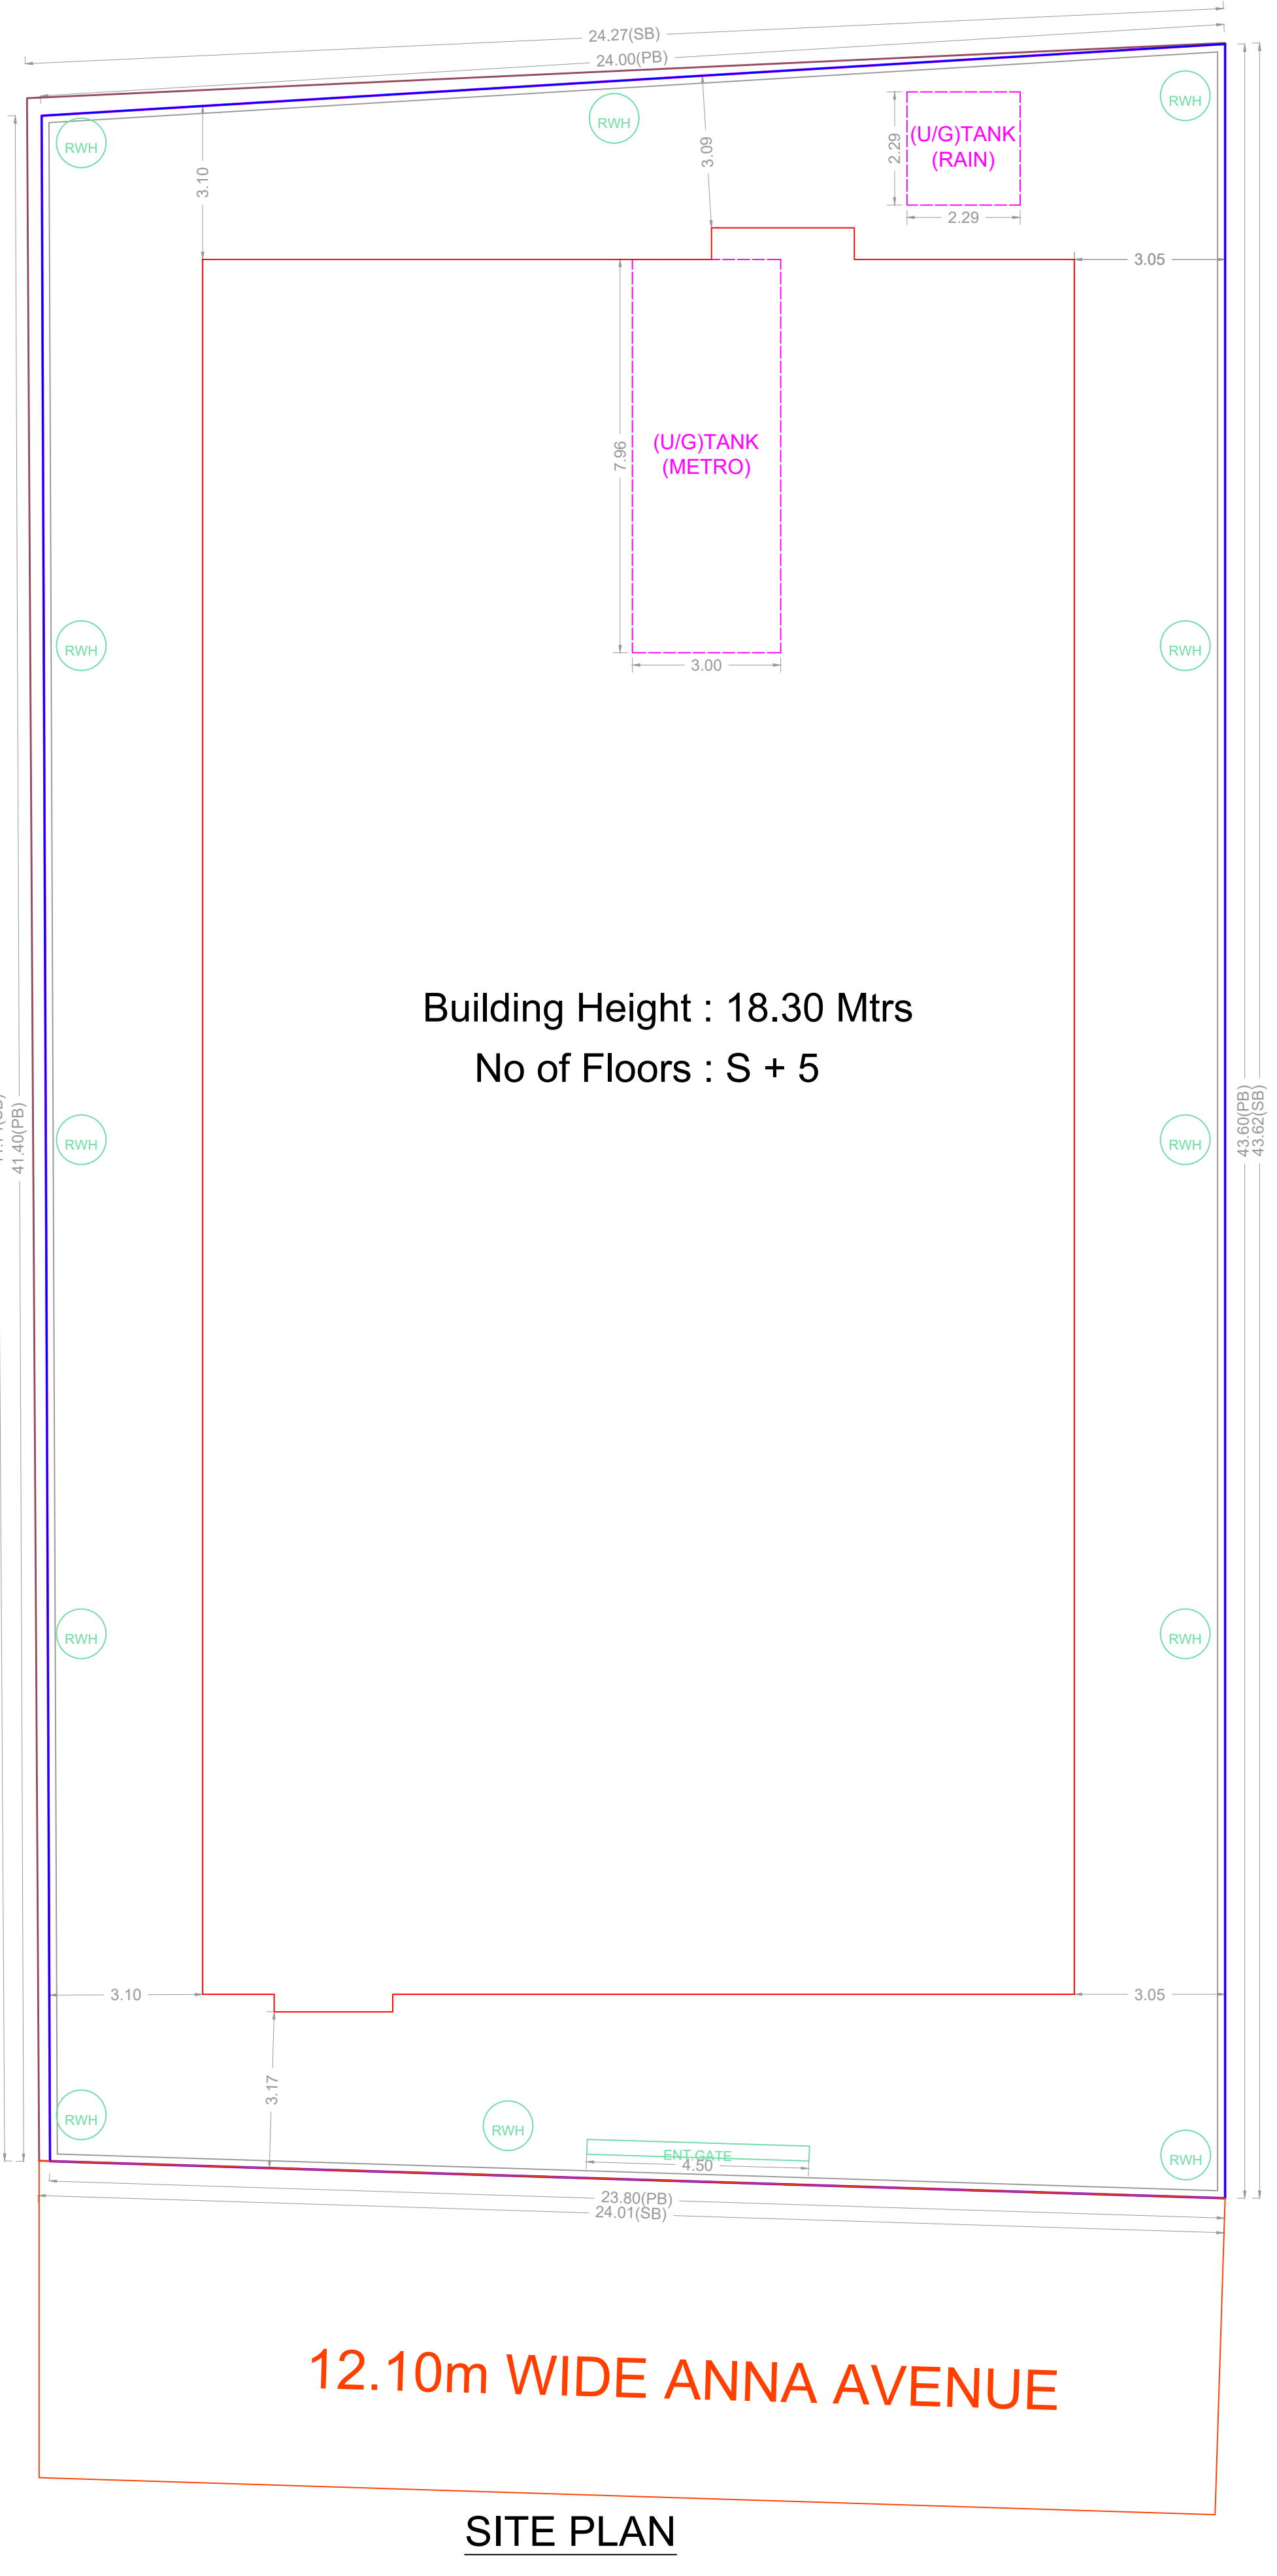 24.27(SB)
24.00(PB)
RWH
RWH
RWH
3.10
3.09
2.29
(U/G)TANK
(RAIN)
2.29
3.05
7.96
(U/G)TANK
(METRO)
3.00
RWH
RWH
Building Height : 18.30 Mtrs
No of Floors : S + 5
41.40(PB)
43.60(PB)
43.62(SB)
RWH
RWH
RWH
RWH
3.10
3.05
3.17
RWH
RWH
RWH
ENT GATE
4.50
23.80(PB)
24.01(SB)
12.10m WIDE ANNA AVENUE
SITE PLAN